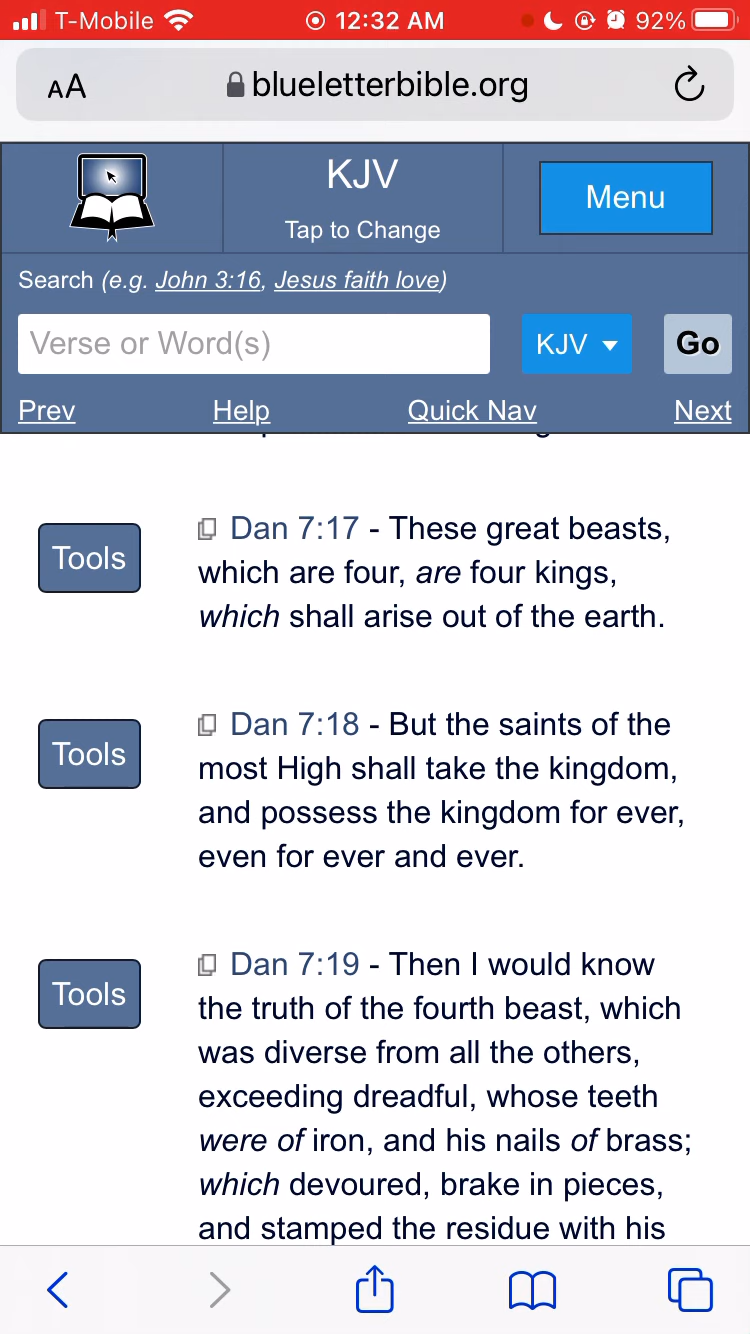 T-Mobile 12:32 AM 92%
AA blueletterbible.org
KJV
Tap to Change
Menu
Search (e.g. John 3:16, Jesus faith love)
Verse or Word(s) KJV Go
Prev Help Quick Nav Next
Tools
Dan 7:17 - These great beasts,
which are four, are four kings,
which shall arise out of the earth.
Tools
Dan 7:18 - But the saints of the
most High shall take the kingdom,
and possess the kingdom for ever,
even for ever and ever.
Tools
Dan 7:19 - Then I would know
the truth of the fourth beast, which
was diverse from all the others,
exceeding dreadful, whose teeth
were of iron, and his nails of brass;
which devoured, brake in pieces,
and stamped the residue with his